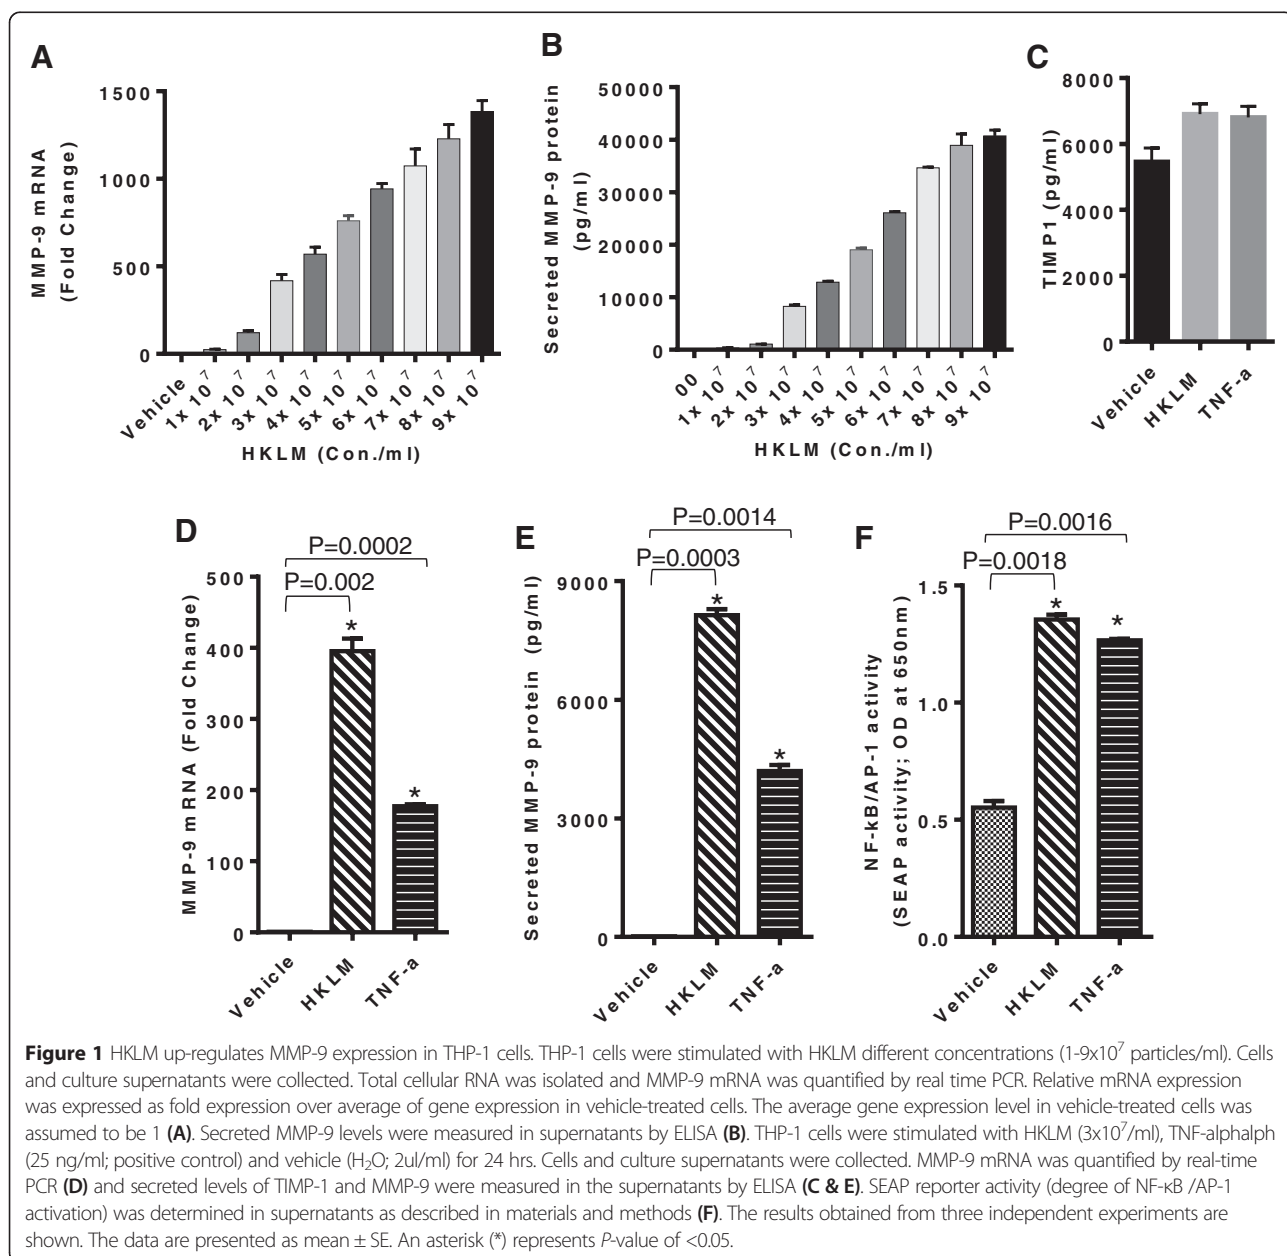 A
MMP-9 mRNA
(Fold Change)
1500
1000
500
0
Vehicle
1x 10^7
2x 10^7
3x 10^7
4x 10^7
5x 10^7
6x 10^7
7x 10^7
8x 10^7
9x 10^7
HKLM (Con./ml)
B
Secreted MMP-9 protein
(pg/ml)
50000
40000
30000
20000
10000
0
00
1x 10^7
2x 10^7
3x 10^7
4x 10^7
5x 10^7
6x 10^7
7x 10^7
8x 10^7
9x 10^7
HKLM (Con./ml)
C
TIMP1 (pg/ml)
8000
6000
4000
2000
0
Vehicle
HKLM
TNF-a
D
P=0.0002
P=0.002
MMP-9 mRNA (Fold Change)
500
400
300
200
100
0
*
*
Vehicle
HKLM
TNF-a
E
P=0.0014
P=0.0003
Secreted MMP-9 protein (pg/ml)
9000
6000
3000
0
*
*
Vehicle
HKLM
TNF-a
F
P=0.0016
P=0.0018
NF-kB/AP-1 activity
(SEAP activity; OD at 650nm)
1.5
1.0
0.5
0.0
*
*
Vehicle
HKLM
TNF-a
Figure 1 HKLM up-regulates MMP-9 expression in THP-1 cells. THP-1 cells were stimulated with HKLM different concentrations (1-9x10^7 particles/ml). Cells
and culture supernatants were collected. Total cellular RNA was isolated and MMP-9 mRNA was quantified by real time PCR. Relative mRNA expression
was expressed as fold expression over average of gene expression in vehicle-treated cells. The average gene expression level in vehicle-treated cells was
assumed to be 1 (A). Secreted MMP-9 levels were measured in supernatants by ELISA (B). THP-1 cells were stimulated with HKLM (3x10^7/ml), TNF-alphalph
(25 ng/ml; positive control) and vehicle (H₂O; 2ul/ml) for 24 hrs. Cells and culture supernatants were collected. MMP-9 mRNA was quantified by real-time
PCR (D) and secreted levels of TIMP-1 and MMP-9 were measured in the supernatants by ELISA (C & E). SEAP reporter activity (degree of NF-κB /AP-1
activation) was determined in supernatants as described in materials and methods (F). The results obtained from three independent experiments are
shown. The data are presented as mean ± SE. An asterisk (*) represents P-value of <0.05.